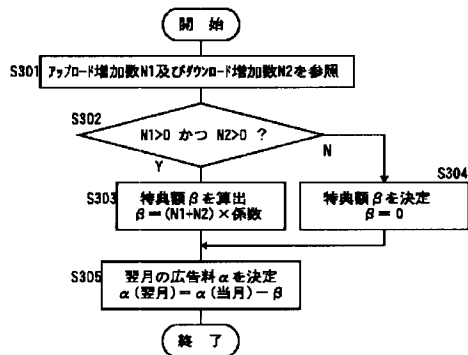 開 始
S301
アップロード増加数N1及びダウンロード増加数N2を参照
S302
N1>0 かつ N2>0 ?
Y
N
S303
特典額βを算出
β=(N1+N2)×係数
S304
特典額βを決定
β=0
S305
翌月の広告料αを決定
α(翌月)=α(当月)−β
終 了